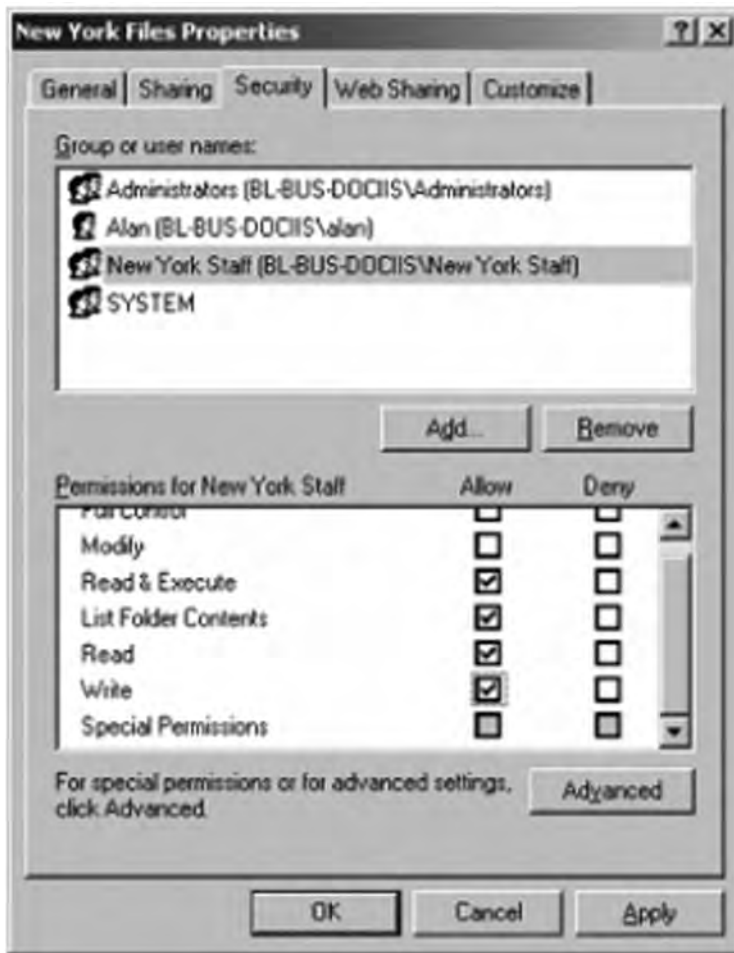 New York Files Properties
General Sharing Security Web Sharing Customize
Group or user names:
Administrators (BL-BUS-DOCIIS\Administrators)
Alan (BL-BUS-DOCIIS\alan)
New York Staff (BL-BUS-DOCIIS\New York Staff)
SYSTEM
Add... Remove
Permissions for New York Staff Allow Deny
Full Control
Modify
Read & Execute
List Folder Contents
Read
Write
Special Permissions
For special permissions or for advanced settings, click Advanced.
Advanced
OK Cancel Apply